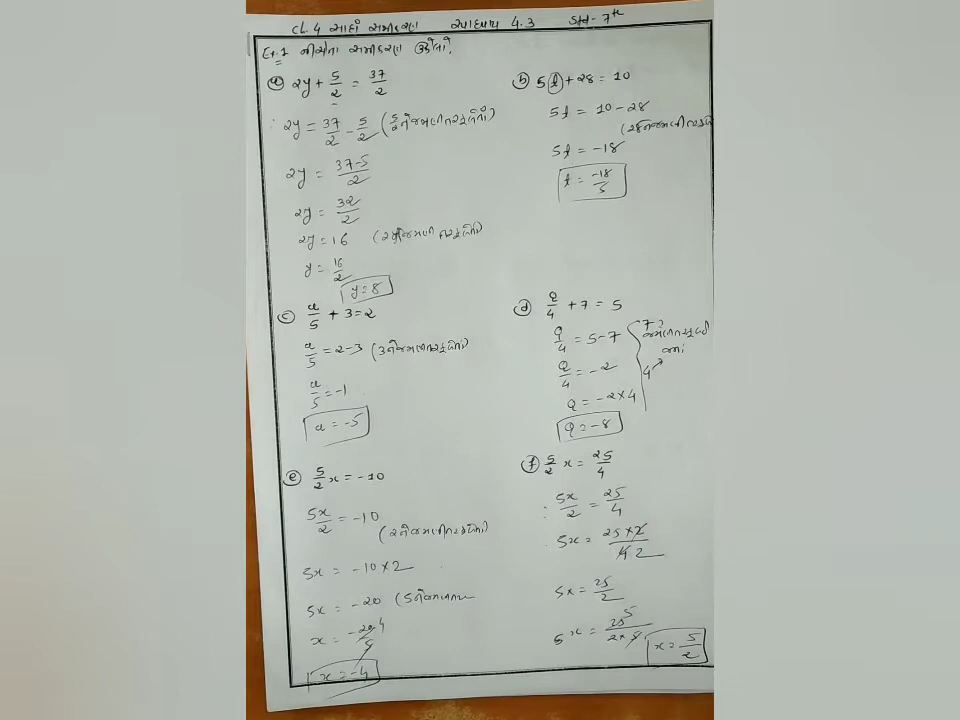 Ch.4 સાદાં સમીકરણ સ્વાધ્યાય 4.3 Std- 7th
Ex.1 નીચેના સમીકરણ ઉકેલો.
(a) 2y + 5/2 = 37/2
2y = 37/2 - 5/2
2y = 37-5/2
2y = 32/2
2y = 16
y = 16/2
y = 8
(b) 5t + 28 = 10
5t = 10 - 28
5t = -18
t = -18/5
(c) a/5 + 3 = 2
a/5 = 2-3
a/5 = -1
a = -5
(d) Q/4 + 7 = 5
Q/4 = 5-7
Q/4 = -2
Q = -2×4
Q = -8
(e) 5/2 x = -10
5x/2 = -10
5x = -10×2
5x = -20
x = -20/5 4
x = -4
(f) 5/2 x = 25/4
∴ 5x/2 = 25/4
5x = 25×2/4 2
5x = 25/2
x = 25 5/2×5
x = 5/2